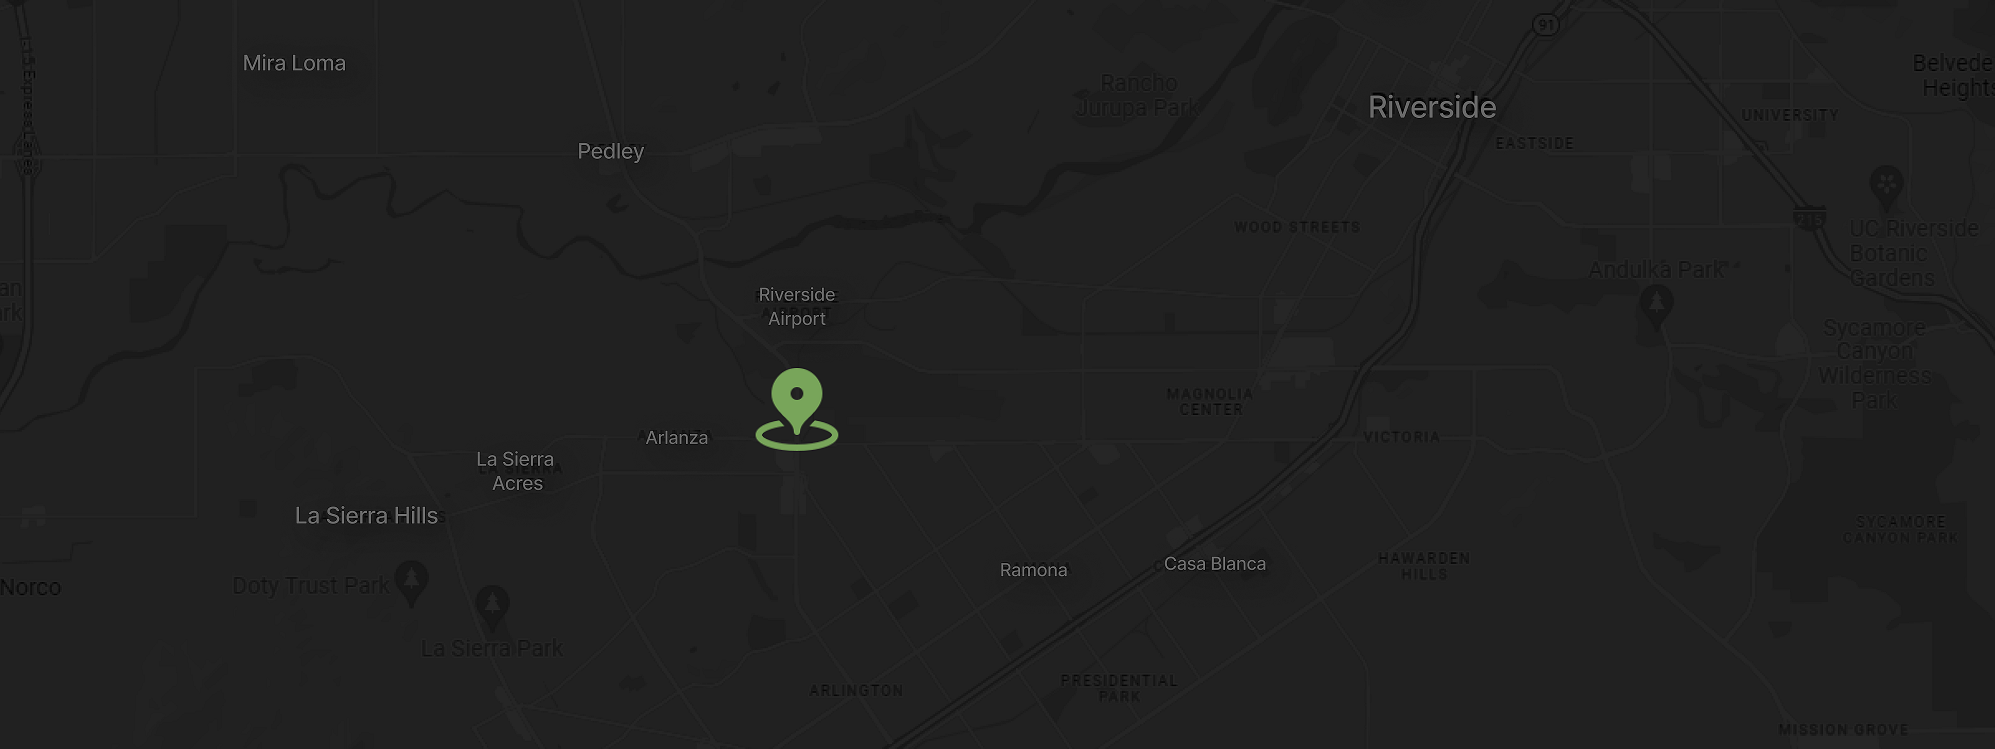 91
Mira Loma
Belvede
Heights
Rancho
Jurupa Park
Riverside
UNIVERSITY
EASTSIDE
I-15 Express Lanes
Pedley
WOOD STREETS
215
UC Riverside
Botanic
Gardens
Andulka Park
an
ark
Riverside
Airport
Sycamore
Canyon
Wilderness
Park
MAGNOLIA
CENTER
Arlanza
VICTORIA
La Sierra
Acres
La Sierra Hills
SYCAMORE
CANYON PARK
Ramona
Casa Blanca
HAWARDEN
HILLS
Norco
Doty Trust Park
La Sierra Park
ARLINGTON
PRESIDENTIAL
PARK
MISSION GROVE